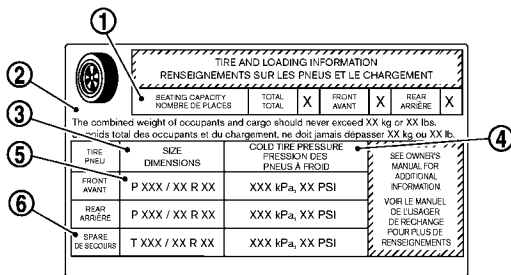 ①
TIRE AND LOADING INFORMATION
RENSEIGNEMENTS SUR LES PNEUS ET LE CHARGEMENT
②
SEATING CAPACITY
NOMBRE DE PLACES
TOTAL
TOTAL
X
FRONT
AVANT
X
REAR
ARRIÈRE
X
The combined weight of occupants and cargo should never exceed XX kg or XX lbs.
poids total des occupants et du chargement, ne doit jamais dépasser XX kg ou XX lb.
③
④
TIRE
PNEU
SIZE
DIMENSIONS
COLD TIRE PRESSURE
PRESSION DES
PNEUS À FROID
SEE OWNER'S
MANUAL FOR
ADDITIONAL
INFORMATION.
VOIR LE MANUEL
DE L'USAGER
DE RECHANGE
POUR PLUS DE
RENSEIGNEMENTS
⑤
FRONT
AVANT
P XXX / XX R XX
XXX kPa, XX PSI
REAR
ARRIÈRE
P XXX / XX R XX
XXX kPa, XX PSI
⑥
SPARE
DE SECOURS
T XXX / XX R XX
XXX kPa, XX PSI